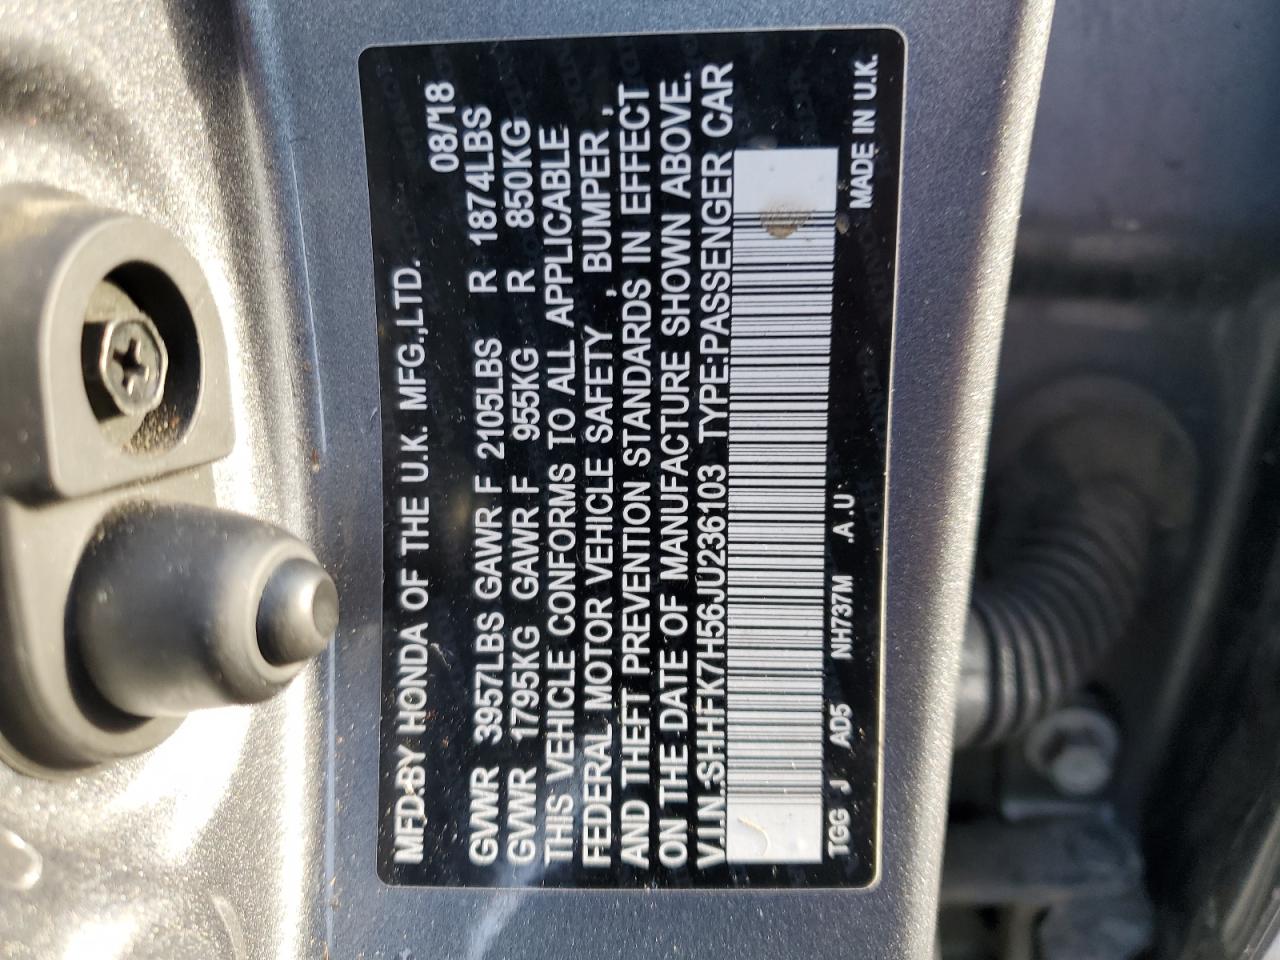 MFD.BY HONDA OF THE U.K. MFG.,LTD. 08/18
GVWR 3957LBS GAWR F 2105LBS R 1874LBS
GVWR 1795KG GAWR F 955KG R 850KG
THIS VEHICLE CONFORMS TO ALL APPLICABLE
FEDERAL MOTOR VEHICLE SAFETY , BUMPER ,
AND THEFT PREVENTION STANDARDS IN EFFECT
ON THE DATE OF MANUFACTURE SHOWN ABOVE.
V.I.N.:SHHFK7H56JU236103 TYPE:PASSENGER CAR
TGG J AD5 NH737M .A .U MADE IN U.K.